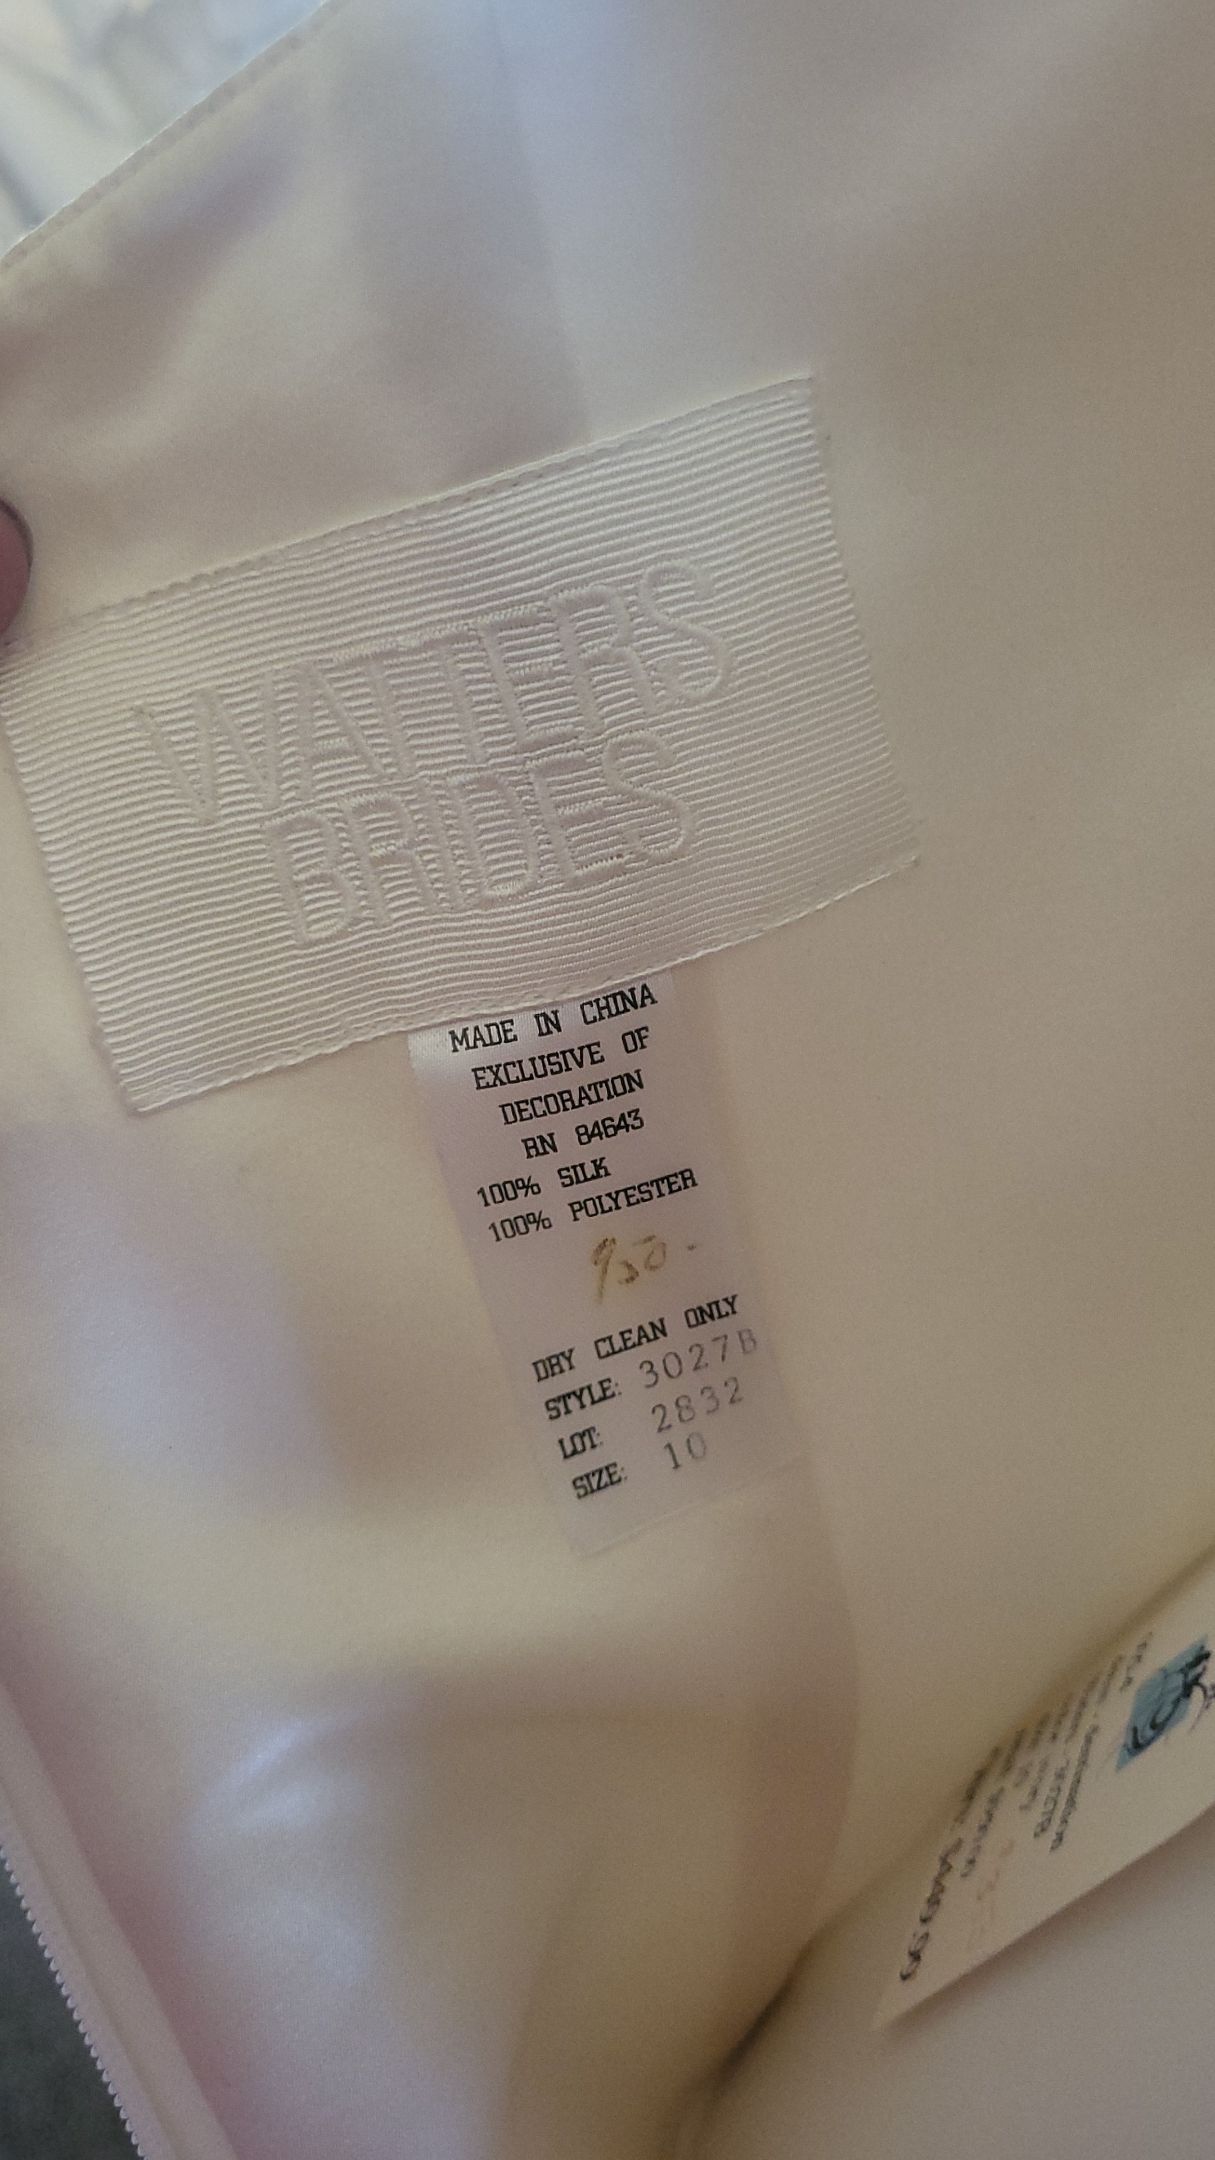 WATTERS
BRIDES
MADE IN CHINA
EXCLUSIVE OF
DECORATION
RN 84643
100% SILK
100% POLYESTER
950-
DRY CLEAN ONLY
STYLE: 3027B
LOT: 2832
SIZE: 10